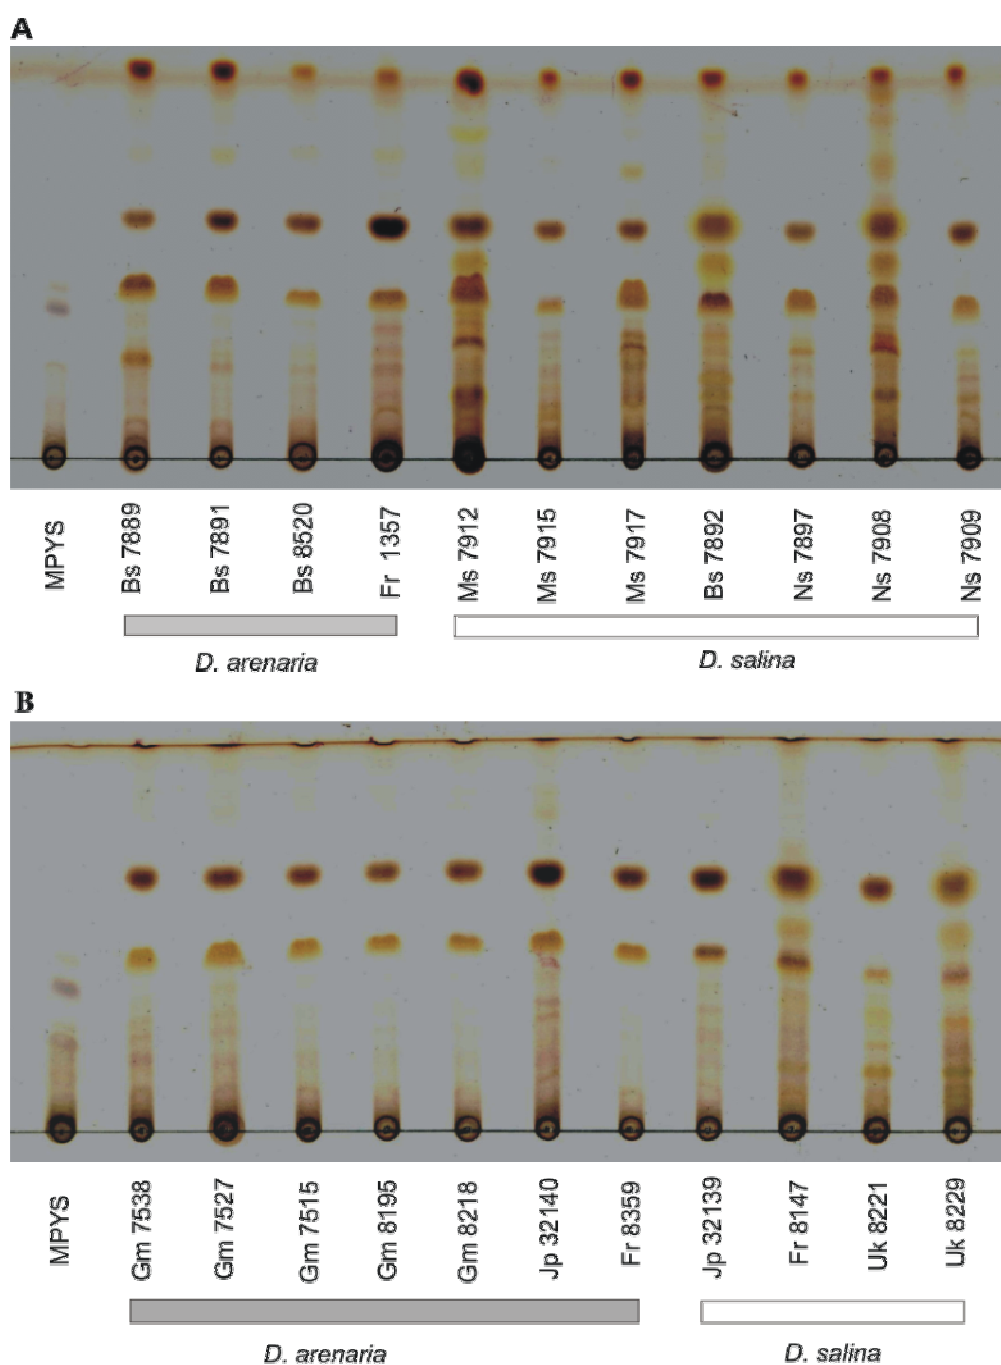 A
MPYS
Bs 7889
Bs 7891
Bs 8520
Fr 1357
Ms 7912
Ms 7915
Ms 7917
Bs 7892
Ns 7897
Ns 7908
Ns 7909
D. arenaria
D. salina
B
MPYS
Gm 7538
Gm 7527
Gm 7515
Gm 8195
Gm 8218
Jp 32140
Fr 8359
Jp 32139
Fr 8147
Uk 8221
Uk 8229
D. arenaria
D. salina